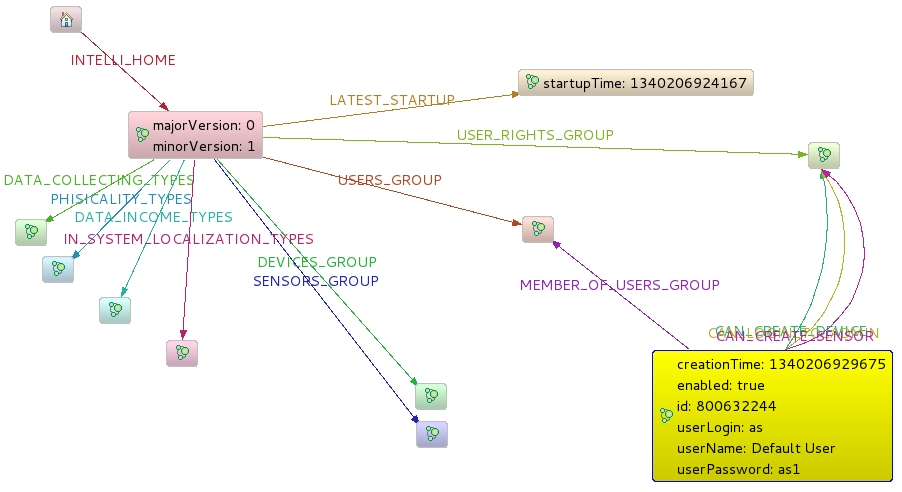 INTELLI_HOME
startupTime: 1340206924167
LATEST_STARTUP
majorVersion: 0
minorVersion: 1
USER_RIGHTS_GROUP
DATA_COLLECTING_TYPES
USERS_GROUP
PHISICALITY_TYPES
DATA_INCOME_TYPES
IN_SYSTEM_LOCALIZATION_TYPES
DEVICES_GROUP
SENSORS_GROUP
MEMBER_OF_USERS_GROUP
CAN_CREATE_DEVICE
CAN_CREATE_SENSOR
creationTime: 1340206929675
enabled: true
id: 800632244
userLogin: as
userName: Default User
userPassword: as1